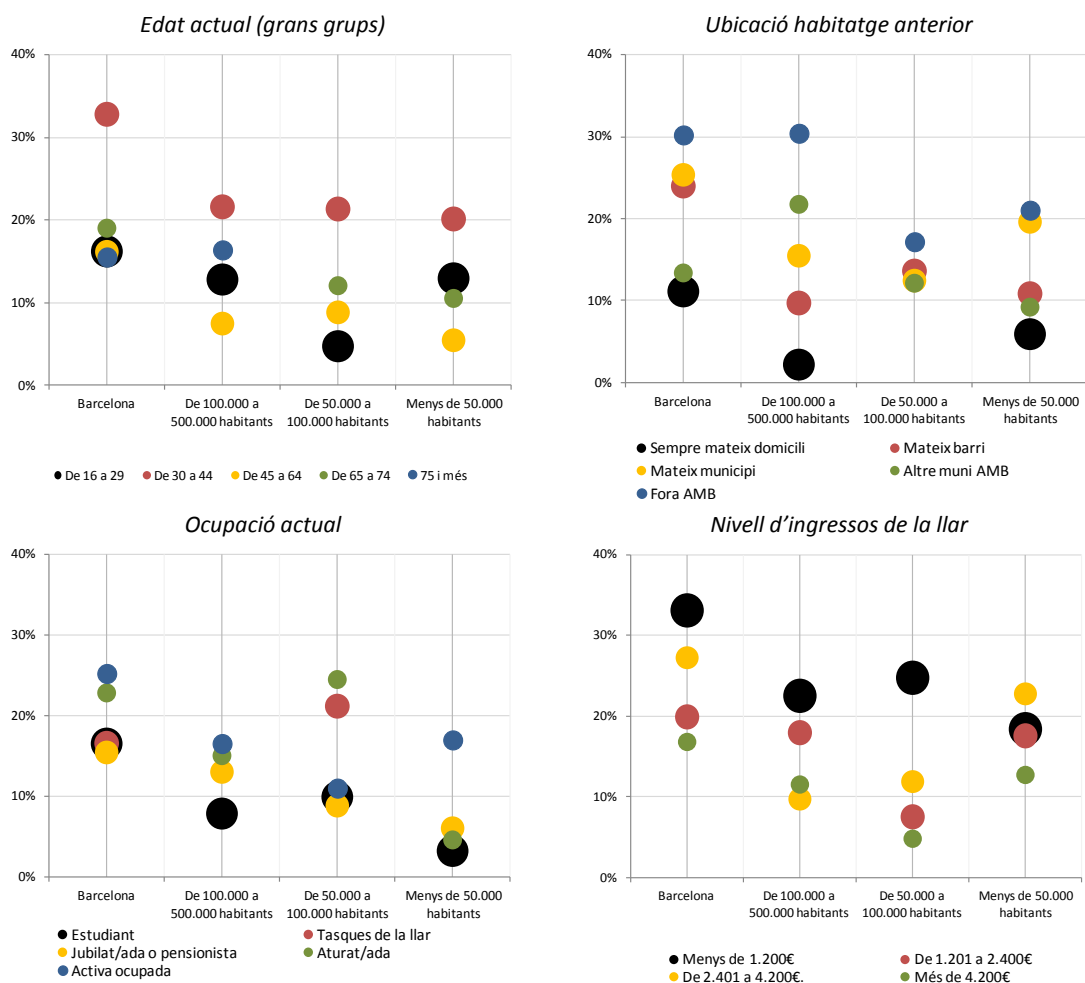 Edat actual (grans grups)
40%
30%
20%
10%
0%
Barcelona
De 100.000 a
500.000 habitants
De 50.000 a
100.000 habitants
Menys de 50.000
habitants
De 16 a 29
De 30 a 44
De 45 a 64
De 65 a 74
75 i més
Ubicació habitatge anterior
40%
30%
20%
10%
0%
Barcelona
De 100.000 a
500.000 habitants
De 50.000 a
100.000 habitants
Menys de 50.000
habitants
Sempre mateix domicili
Mateix barri
Mateix municipi
Altre muni AMB
Fora AMB
Ocupació actual
40%
30%
20%
10%
0%
Barcelona
De 100.000 a
500.000 habitants
De 50.000 a
100.000 habitants
Menys de 50.000
habitants
Estudiant
Tasques de la llar
Jubilat/ada o pensionista
Aturat/ada
Activa ocupada
Nivell d’ingressos de la llar
40%
30%
20%
10%
0%
Barcelona
De 100.000 a
500.000 habitants
De 50.000 a
100.000 habitants
Menys de 50.000
habitants
Menys de 1.200€
De 1.201 a 2.400€
De 2.401 a 4.200€.
Més de 4.200€